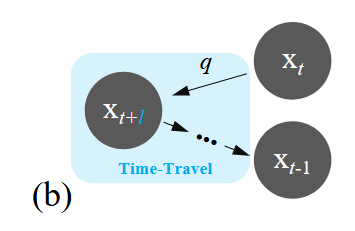 q
x_t
x_{t+l}
...
x_{t-1}
Time-Travel
(b)